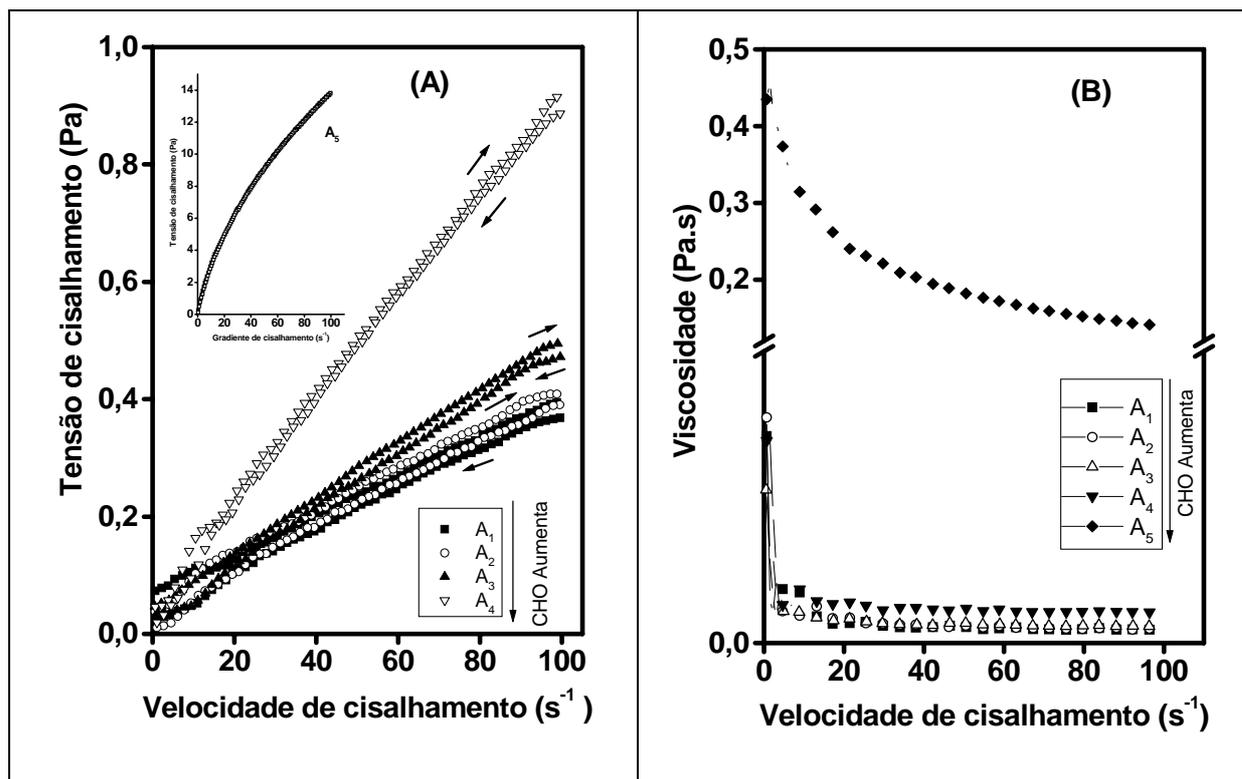 (A)
1,0
0,8
0,6
0,4
0,2
0,0
0
20
40
60
80
100
Tensão de cisalhamento (Pa)
Velocidade de cisalhamento (s⁻¹ )
14
12
10
8
6
4
2
0
0 20 40 60 80 100
Tensão de cisalhamento (Pa)
Gradiente de cisalhamento (s⁻¹)
A₅
A₁
A₂
A₃
A₄
CHO Aumenta
(B)
0,5
0,4
0,3
0,2
0,0
0
20
40
60
80
100
Viscosidade (Pa.s)
Velocidade de cisalhamento (s⁻¹)
A₁
A₂
A₃
A₄
A₅
CHO Aumenta